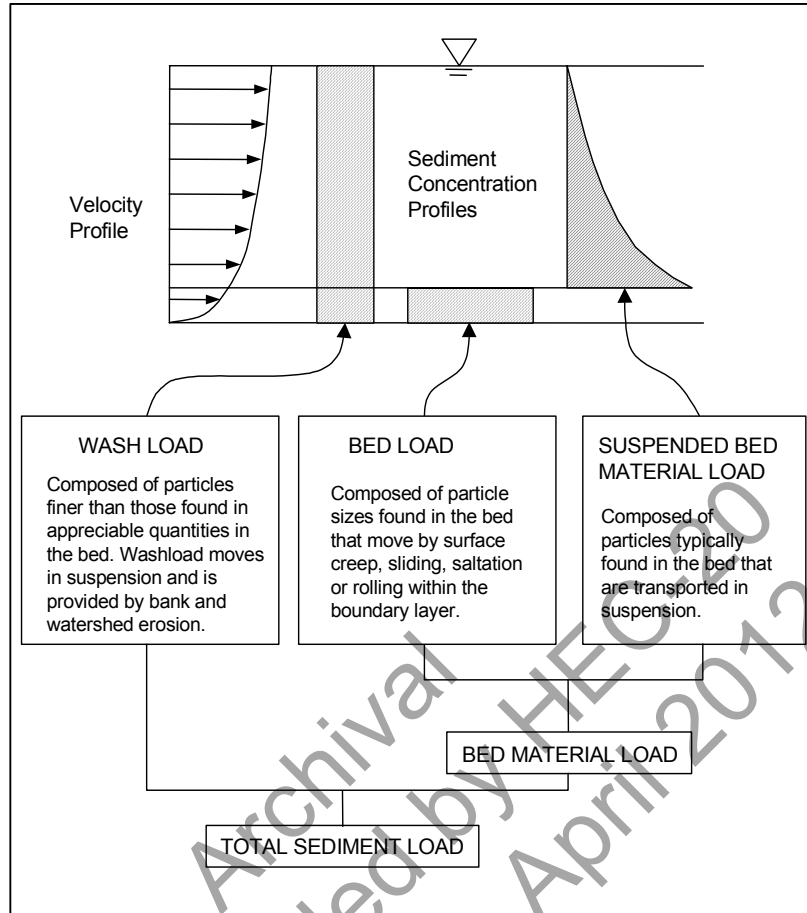 Velocity
Profile
Sediment
Concentration
Profiles
WASH LOAD
Composed of particles
finer than those found in
appreciable quantities in
the bed. Washload moves
in suspension and is
provided by bank and
watershed erosion.
BED LOAD
Composed of particle
sizes found in the bed
that move by surface
creep, sliding, saltation
or rolling within the
boundary layer.
SUSPENDED BED
MATERIAL LOAD
Composed of
particles typically
found in the bed that
are transported in
suspension.
BED MATERIAL LOAD
TOTAL SEDIMENT LOAD
Archival
by HEC-20
April 2012